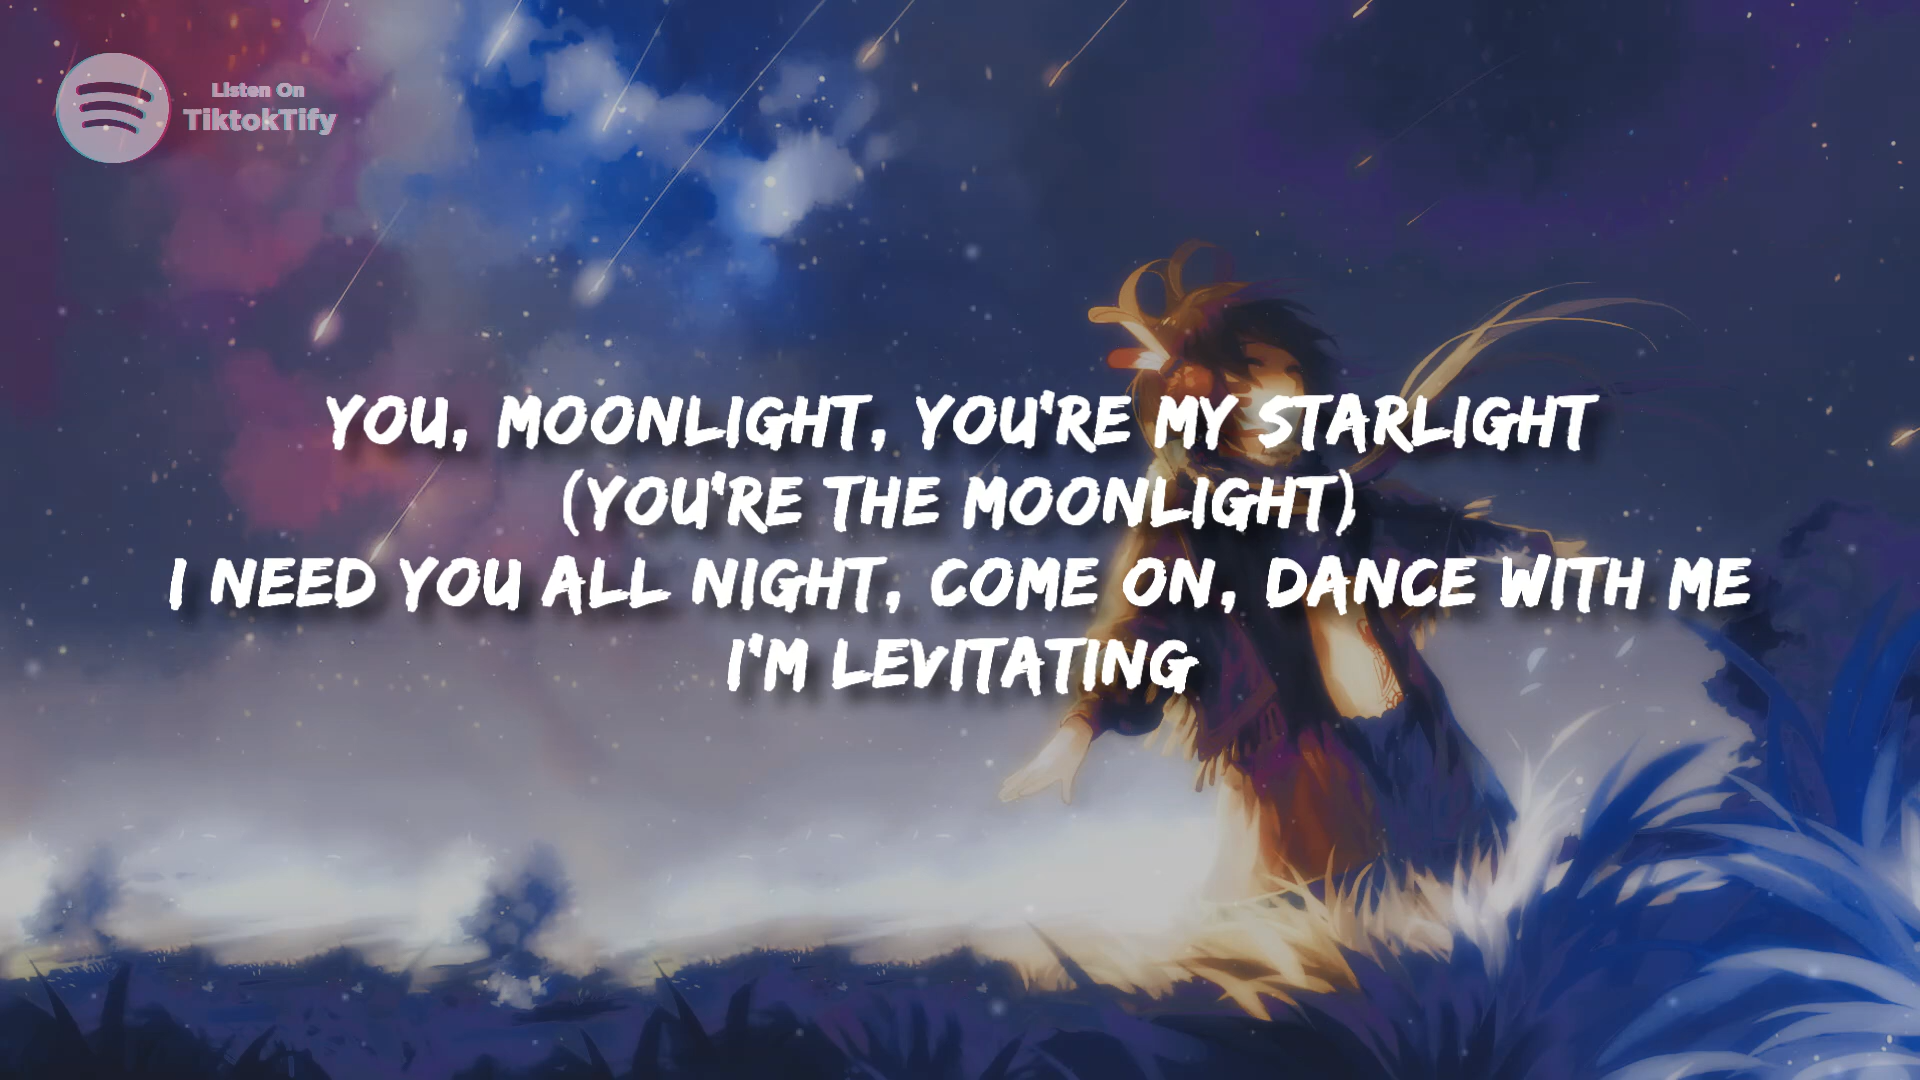 Listen On
TiktokTify
YOU, MOONLIGHT, YOU'RE MY STARLIGHT
(YOU'RE THE MOONLIGHT)
I NEED YOU ALL NIGHT, COME ON, DANCE WITH ME
I'M LEVITATING